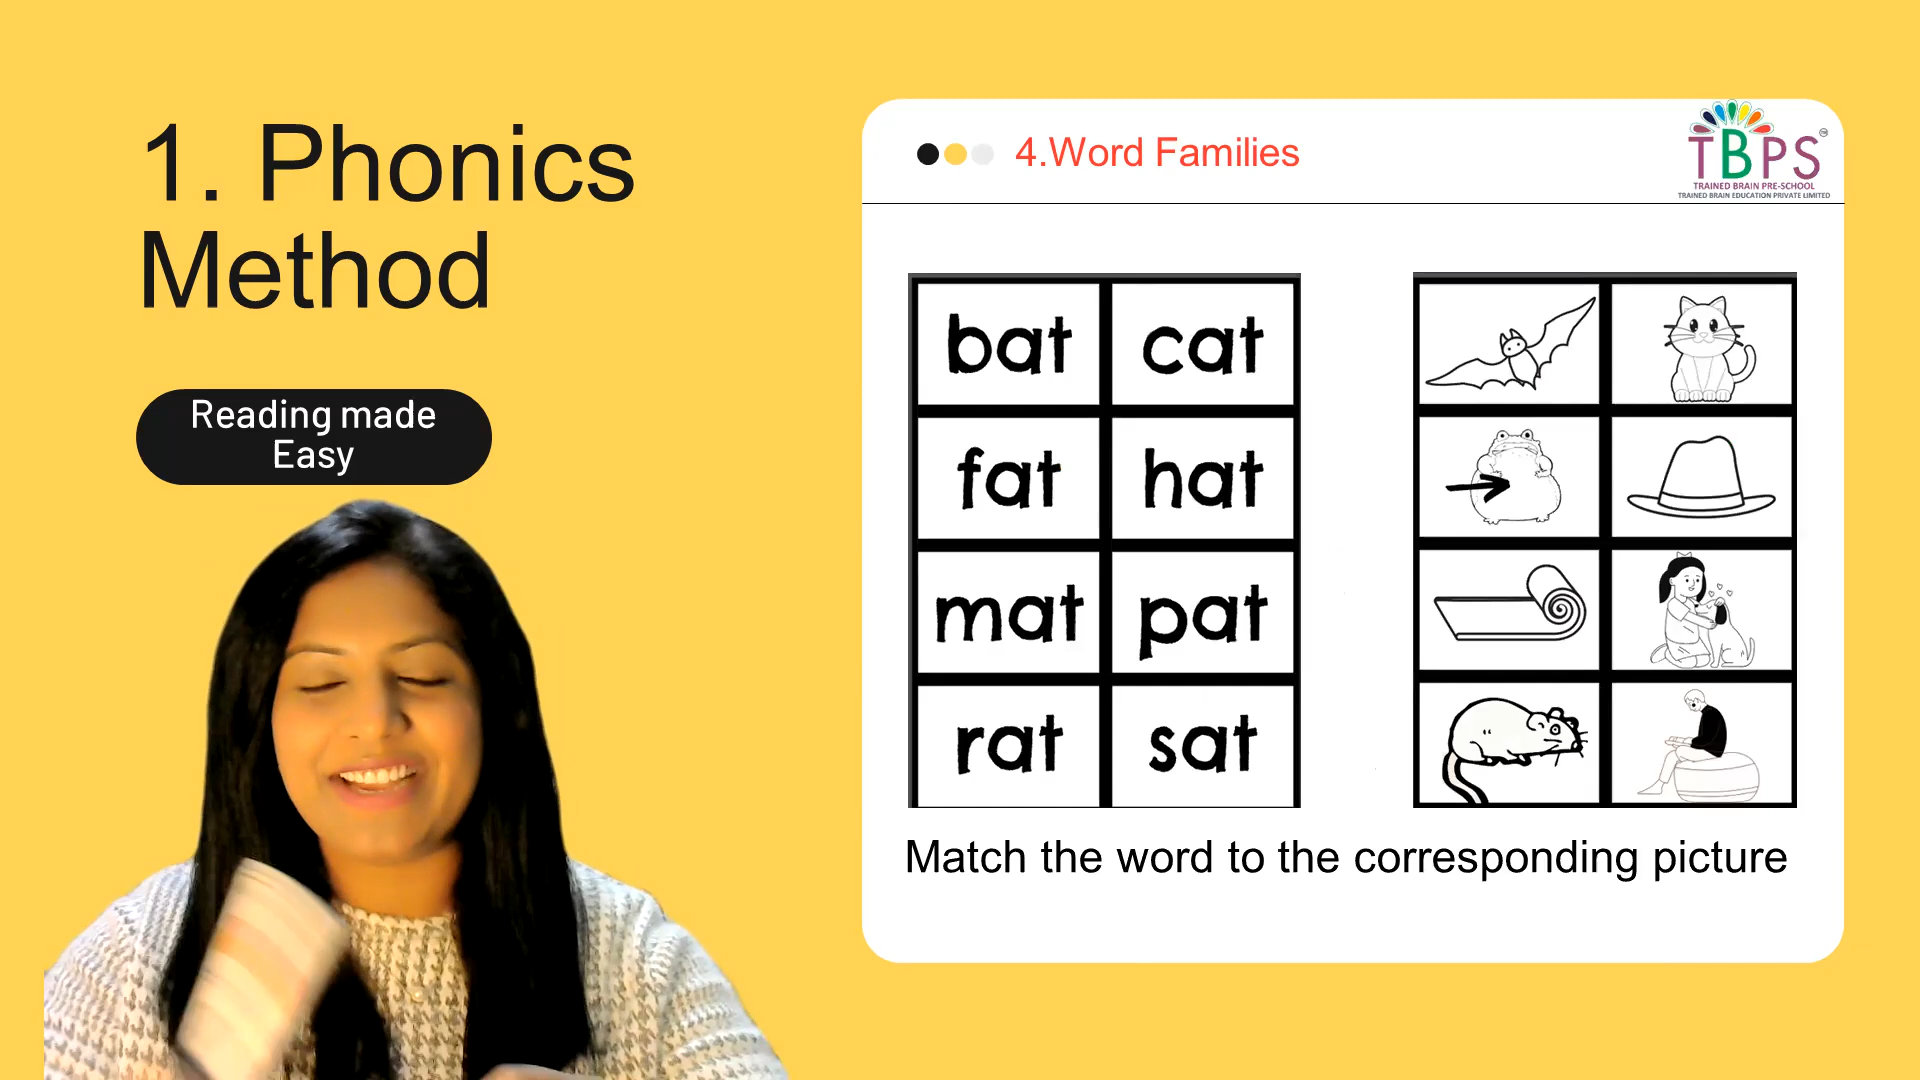 1. Phonics
Method
Reading made
Easy
4.Word Families
TBPS
TRAINED BRAIN PRE-SCHOOL
TRAINED BRAIN EDUCATION PRIVATE LIMITED
bat cat
fat hat
mat pat
rat sat
Match the word to the corresponding picture